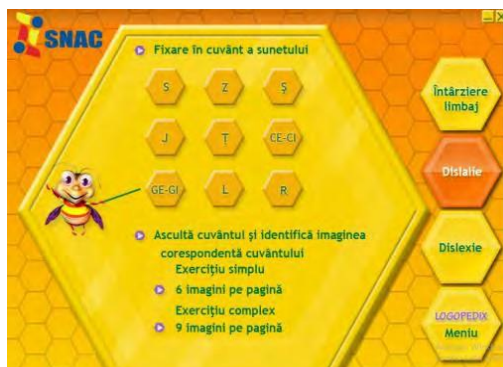 SNAC
Fixare în cuvânt a sunetului
S Z Ș
J Ț CE-CI
GE-GI L R
Ascultă cuvântul și identifică imaginea
corespondentă cuvântului
Exercițiu simplu
6 imagini pe pagină
Exercițiu complex
9 imagini pe pagină
Întârziere
limbaj
Dislalie
Dislexie
LOGOPEDIX
Meniu